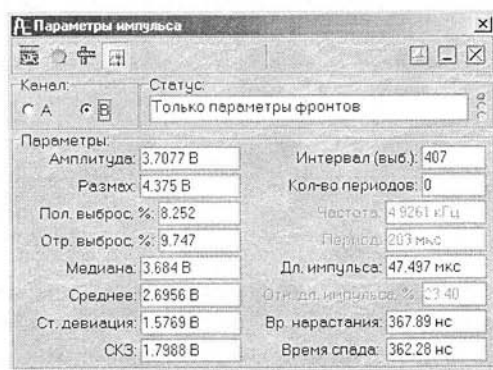 Параметры импульса
Канал: Статус:
А В Только параметры фронтов
Параметры:
Амплитуда: 3.7077 В Интервал (выб.): 407
Размах: 4.375 В Кол-во периодов: 0
Пол. выброс, %: 8.252 Частота: 4.9261 кГц
Отр. выброс, %: 9.747 Период: 203 мкс
Медиана: 3.684 В Дл. импульса: 47.497 мкс
Среднее: 2.6956 В Отн. дл. импульса, % 23.40
Ст. девиация: 1.5769 В Вр. нарастания: 367.89 нс
СКЗ: 1.7988 В Время спада: 362.28 нс